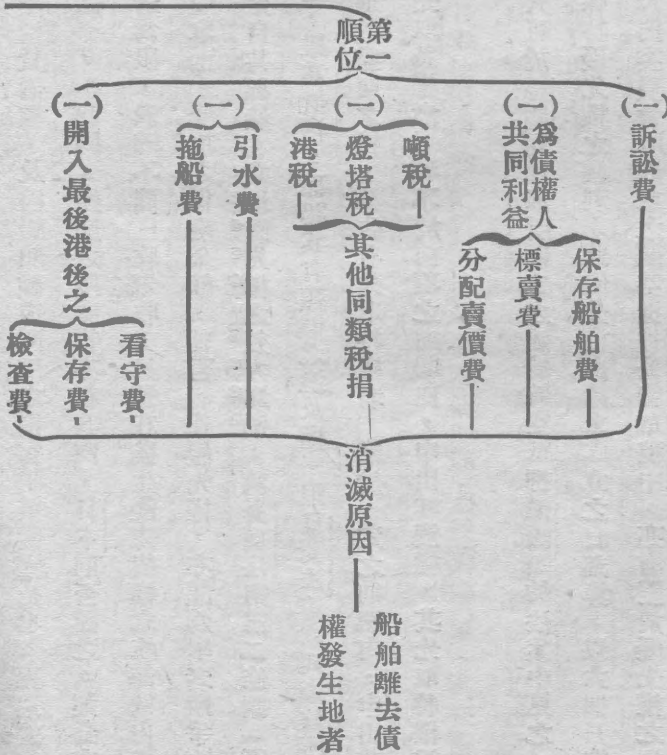 第一
順位
(一)訴訟費
(一)爲債權人
共同利益
保存船舶費
標賣費
分配賣價費
(一)
噸稅
燈塔稅
港稅
其他同類稅捐
(一)
引水費
拖船費
(一)開入最後港後之
看守費
保存費
檢查費
消滅原因
船舶離去債
權發生地者